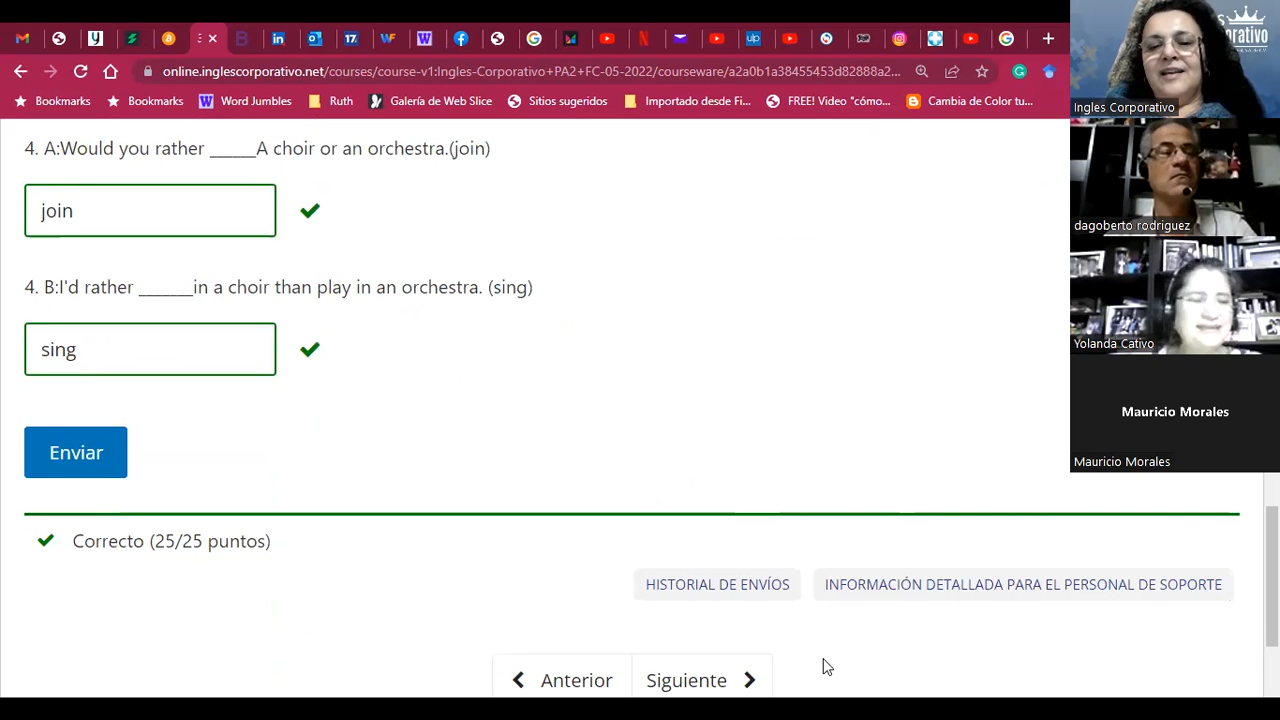 17
online.inglescorporativo.net/courses/course-v1:Ingles-Corporativo+PA2+FC-05-2022/courseware/a2a0b1a38455453d82888a2...
Bookmarks
Bookmarks
Word Jumbles
Ruth
Galería de Web Slice
Sitios sugeridos
Importado desde Fi...
FREE! Video "cómo...
Cambia de Color tu...
4. A:Would you rather ______A choir or an orchestra.(join)
join
4. B:I'd rather _______in a choir than play in an orchestra. (sing)
sing
Enviar
Correcto (25/25 puntos)
HISTORIAL DE ENVÍOS
INFORMACIÓN DETALLADA PARA EL PERSONAL DE SOPORTE
Anterior
Siguiente
Ingles Corporativo
dagoberto rodriguez
Yolanda Cativo
Mauricio Morales
Mauricio Morales